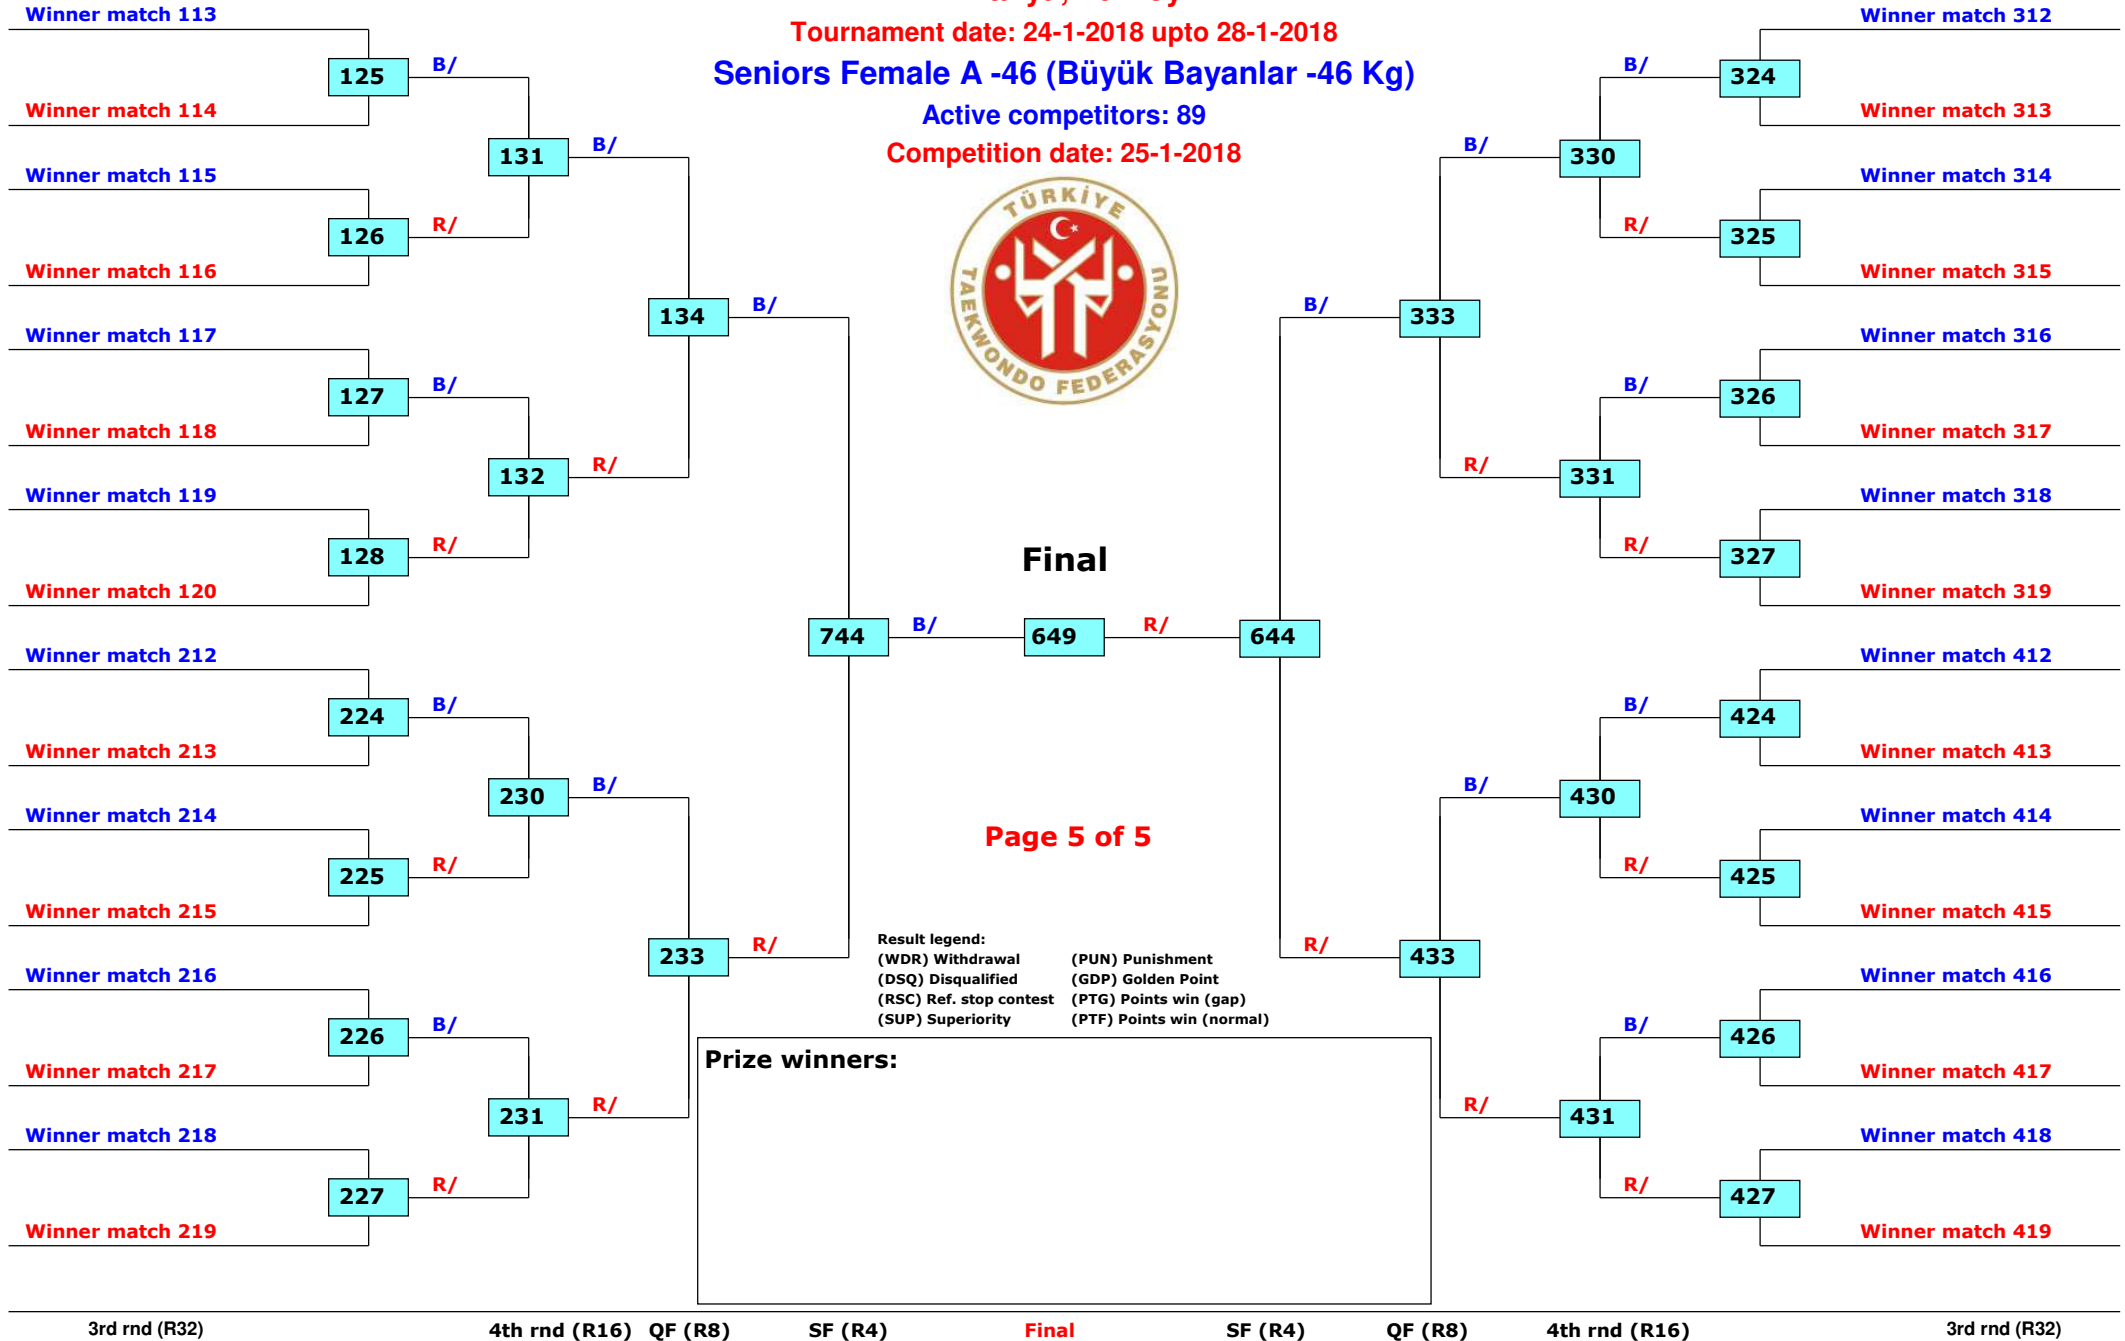 Tournament date: 24-1-2018 upto 28-1-2018
Seniors Female A -46 (Büyük Bayanlar -46 Kg)
Active competitors: 89
Competition date: 25-1-2018
TÜRKİYE
TAEKWONDO FEDERASYONU
Winner match 113
125
B/
Winner match 114
131
B/
Winner match 115
126
R/
Winner match 116
134
B/
Winner match 117
127
B/
Winner match 118
132
R/
Winner match 119
128
R/
Winner match 120
744
B/
Winner match 212
224
B/
Winner match 213
230
B/
Winner match 214
225
R/
Winner match 215
233
R/
Winner match 216
226
B/
Winner match 217
231
R/
Winner match 218
227
R/
Winner match 219
Final
649
R/
644
Winner match 312
B/
324
Winner match 313
B/
330
Winner match 314
R/
325
Winner match 315
B/
333
Winner match 316
B/
326
Winner match 317
R/
331
Winner match 318
R/
327
Winner match 319
Winner match 412
B/
424
Winner match 413
B/
430
Winner match 414
R/
425
Winner match 415
R/
433
Winner match 416
B/
426
Winner match 417
R/
431
Winner match 418
R/
427
Winner match 419
Page 5 of 5
Result legend:
(WDR) Withdrawal (PUN) Punishment
(DSQ) Disqualified (GDP) Golden Point
(RSC) Ref. stop contest (PTG) Points win (gap)
(SUP) Superiority (PTF) Points win (normal)
Prize winners:
3rd rnd (R32) 4th rnd (R16) QF (R8) SF (R4) Final SF (R4) QF (R8) 4th rnd (R16) 3rd rnd (R32)